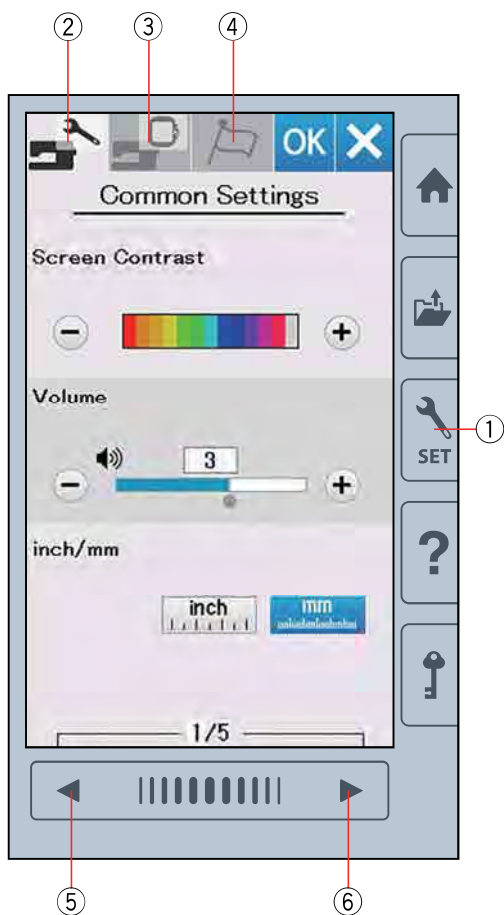 ② ③ ④
OK
Common Settings
Screen Contrast
Volume
3
①
SET
inch/mm
?
inch mm
1/5
⑤ ⑥